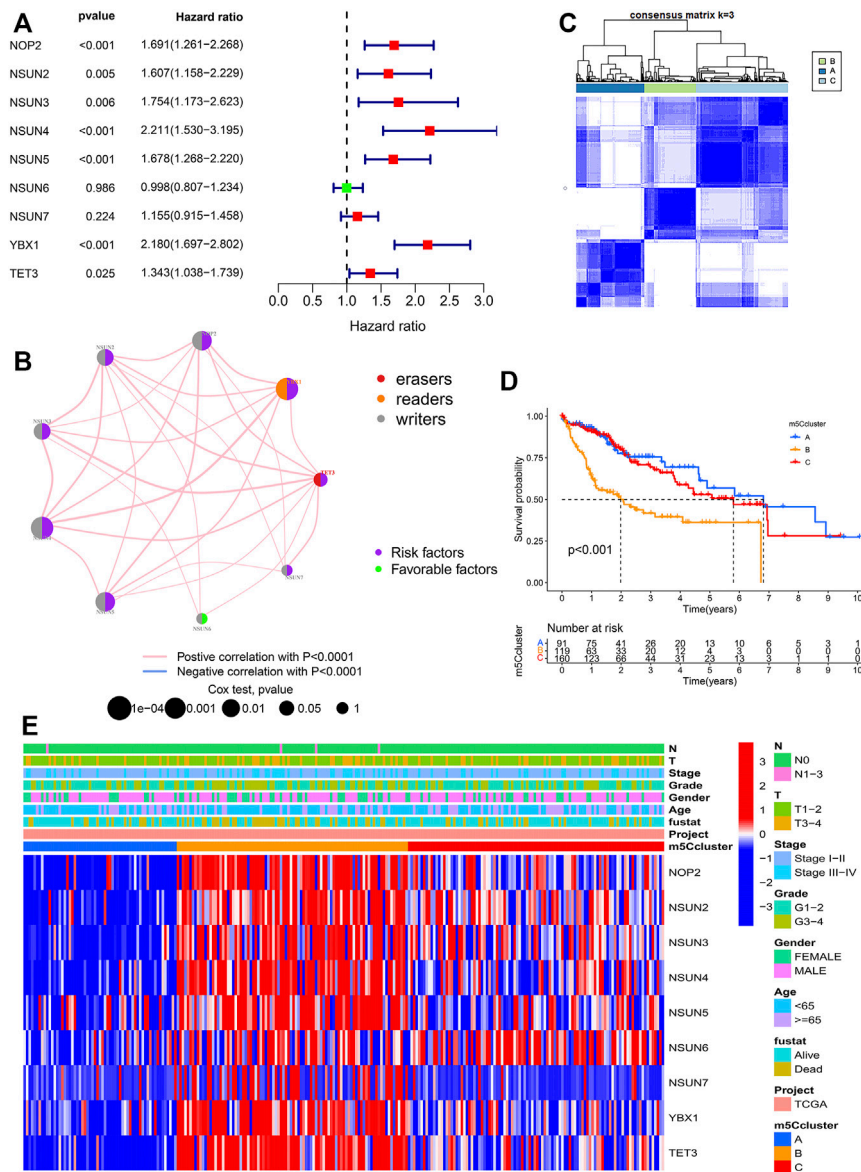 A
pvalue Hazard ratio
NOP2 <0.001 1.691(1.261−2.268)
NSUN2 0.005 1.607(1.158−2.229)
NSUN3 0.006 1.754(1.173−2.623)
NSUN4 <0.001 2.211(1.530−3.195)
NSUN5 <0.001 1.678(1.268−2.220)
NSUN6 0.986 0.998(0.807−1.234)
NSUN7 0.224 1.155(0.915−1.458)
YBX1 <0.001 2.180(1.697−2.802)
TET3 0.025 1.343(1.038−1.739)
0.0 0.5 1.0 1.5 2.0 2.5 3.0
Hazard ratio
C
consensus matrix k=3
B
A
C
B
NSUN2
TET3
NSUN7
NSUN6
NSUN5
erasers
readers
writers
Risk factors
Favorable factors
Postive correlation with P<0.0001
Negative correlation with P<0.0001
Cox test, pvalue
1e−04 0.001 0.01 0.05 1
D
m5Ccluster
A
B
C
Survival probability
1.00
0.75
0.50
0.25
0.00
p<0.001
0 1 2 3 4 5 6 7 8 9 10
Time(years)
Number at risk
m5Ccluster
A 91 75 41 26 20 13 10 6 5 3 1
B 119 63 33 20 12 4 3 0 0 0 0
C 160 123 66 44 31 23 13 3 1 1 0
0 1 2 3 4 5 6 7 8 9 10
Time(years)
E
N
T
Stage
Grade
Gender
Age
fustat
Project
m5Ccluster
NOP2
NSUN2
NSUN3
NSUN4
NSUN5
NSUN6
NSUN7
YBX1
TET3
3
2
1
0
−1
−2
−3
N
N0
N1−3
T
T1−2
T3−4
Stage
Stage I−II
Stage III−IV
Grade
G1−2
G3−4
Gender
FEMALE
MALE
Age
<65
>=65
fustat
Alive
Dead
Project
TCGA
m5Ccluster
A
B
C